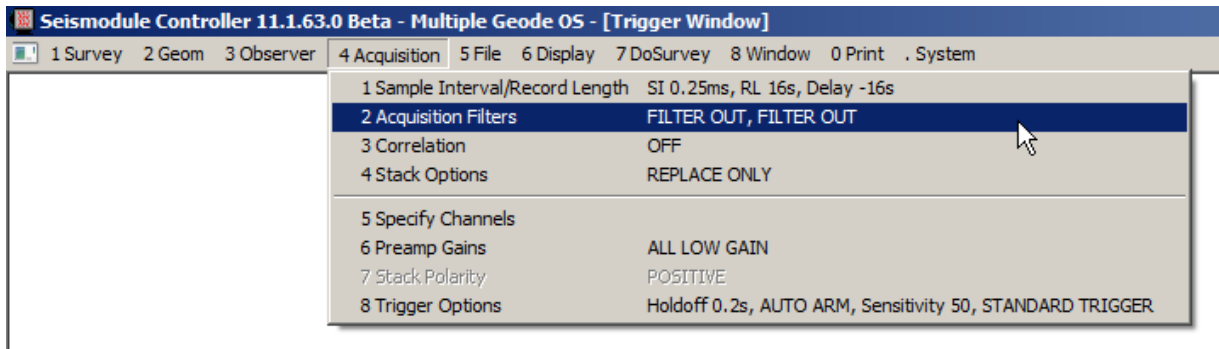 Seismodule Controller 11.1.63.0 Beta - Multiple Geode OS - [Trigger Window]
1 Survey 2 Geom 3 Observer 4 Acquisition 5 File 6 Display 7 DoSurvey 8 Window 0 Print . System
1 Sample Interval/Record Length SI 0.25ms, RL 16s, Delay -16s
2 Acquisition Filters FILTER OUT, FILTER OUT
3 Correlation OFF
4 Stack Options REPLACE ONLY
5 Specify Channels
6 Preamp Gains ALL LOW GAIN
7 Stack Polarity POSITIVE
8 Trigger Options Holdoff 0.2s, AUTO ARM, Sensitivity 50, STANDARD TRIGGER